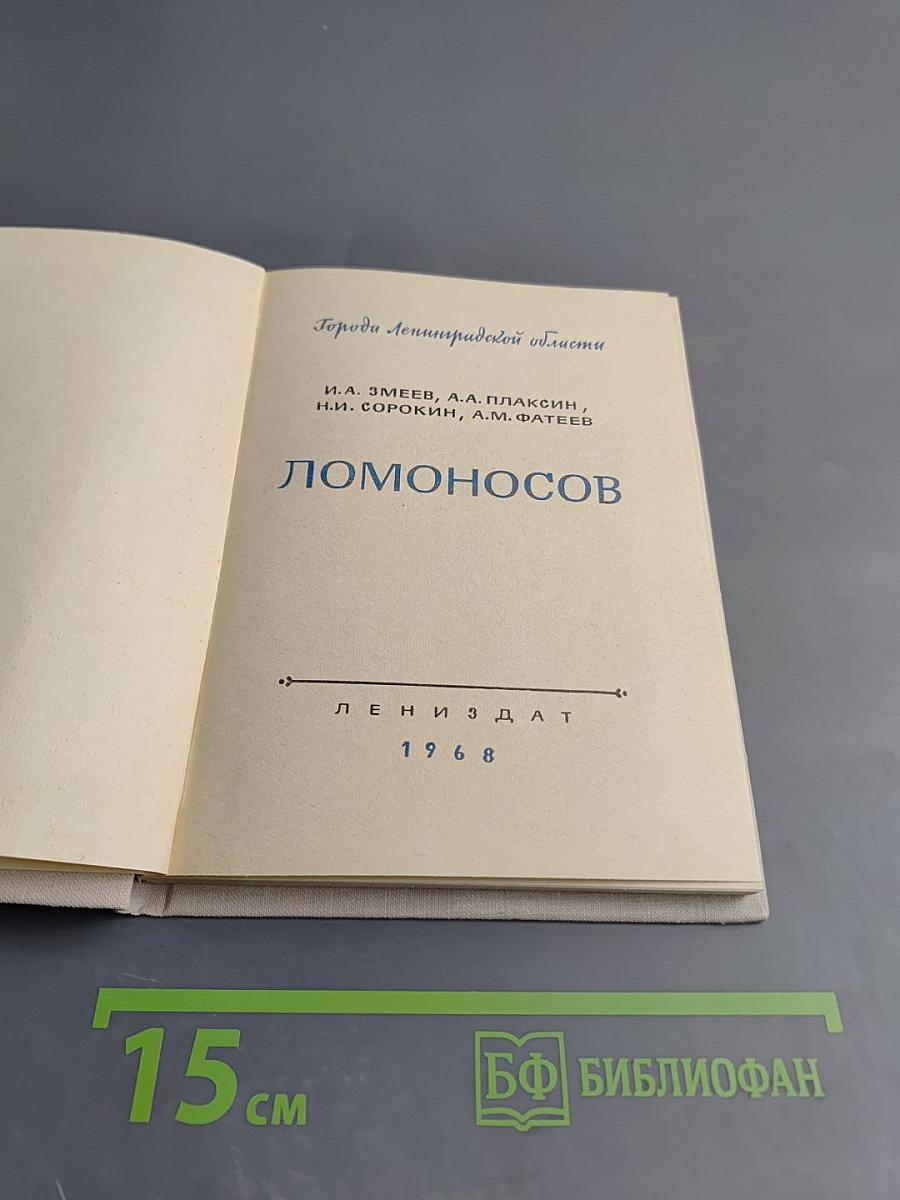 Города Ленинградской области
И.А. ЗМЕЕВ, А.А. ПЛАКСИН,
Н.И. СОРОКИН, А.М. ФАТЕЕВ
ЛОМОНОСОВ
ЛЕНИЗДАТ
1968
15 см
БФ БИБЛИОФАН